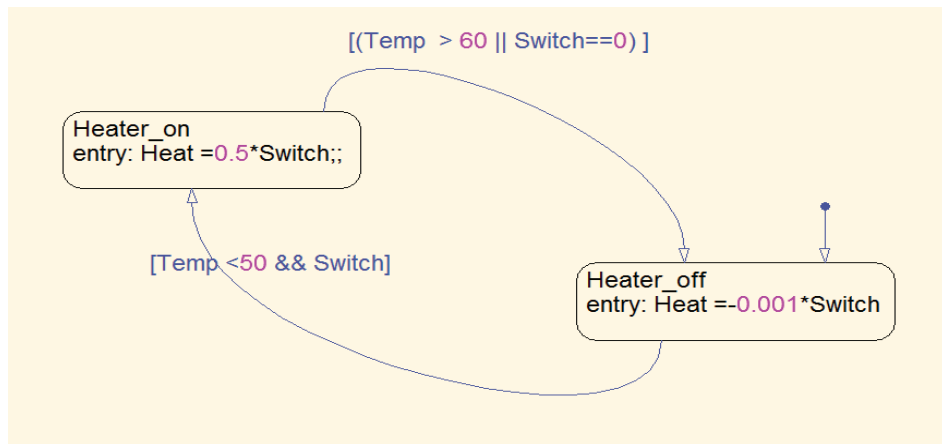 [(Temp > 60 || Switch==0) ]
Heater_on
entry: Heat =0.5*Switch;;
[Temp <50 && Switch]
Heater_off
entry: Heat =-0.001*Switch